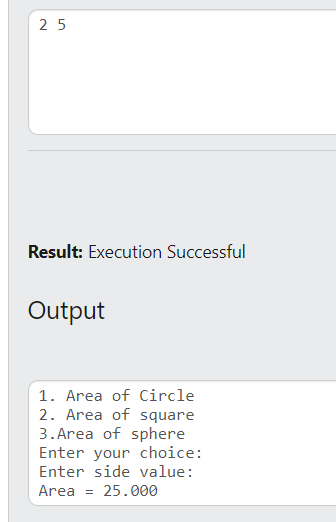 2 5
Result: Execution Successful
Output
1. Area of Circle
2. Area of square
3.Area of sphere
Enter your choice:
Enter side value:
Area = 25.000